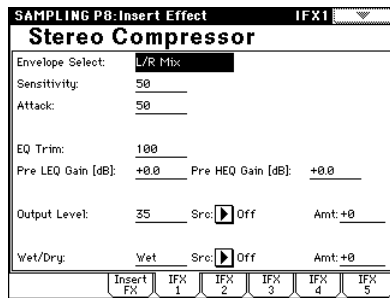 SAMPLING P8:Insert Effect IFX1
Stereo Compressor
Envelope Select: L/R Mix
Sensitivity: 50
Attack: 50
EQ Trim: 100
Pre LEQ Gain [dB]: +0.0 Pre HEQ Gain [dB]: +0.0
Output Level: 35 Src: Off Amt: +0
Wet/Dry: Wet Src: Off Amt: +0
Insert FX IFX 1 IFX 2 IFX 3 IFX 4 IFX 5